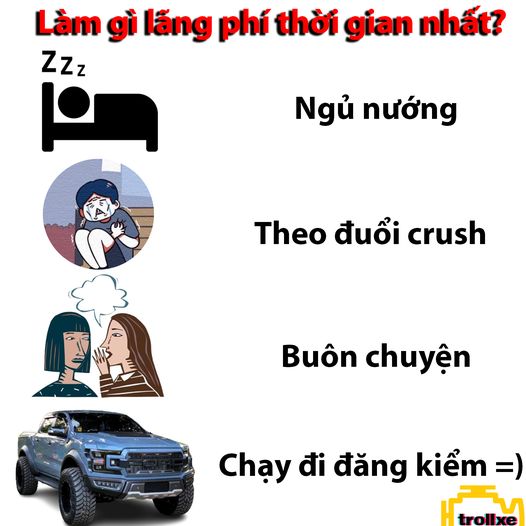 Làm gì lãng phí thời gian nhất?
Z z z
Ngủ nướng
Theo đuổi crush
Buôn chuyện
Chạy đi đăng kiểm =)
trollxe